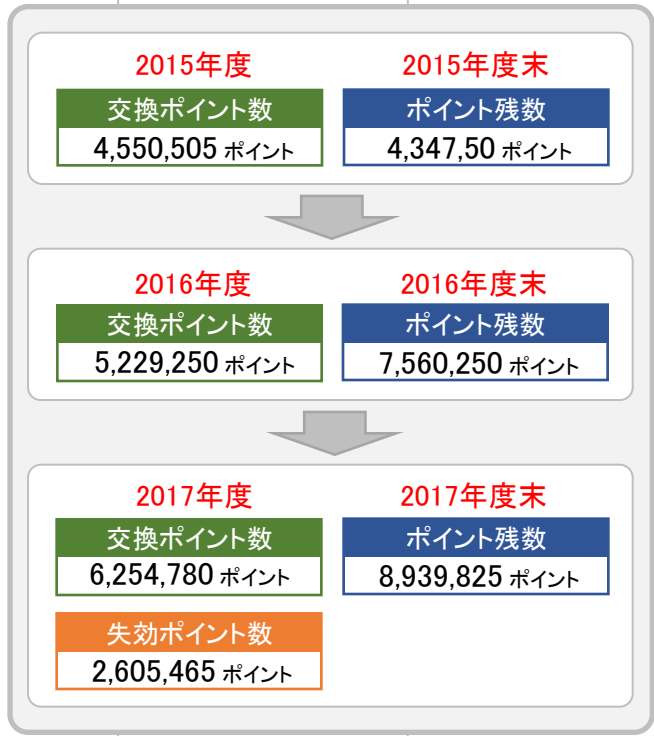 2015年度 2015年度末
交換ポイント数 ポイント残数
4,550,505 ポイント 4,347,50 ポイント
2016年度 2016年度末
交換ポイント数 ポイント残数
5,229,250 ポイント 7,560,250 ポイント
2017年度 2017年度末
交換ポイント数 ポイント残数
6,254,780 ポイント 8,939,825 ポイント
失効ポイント数
2,605,465 ポイント